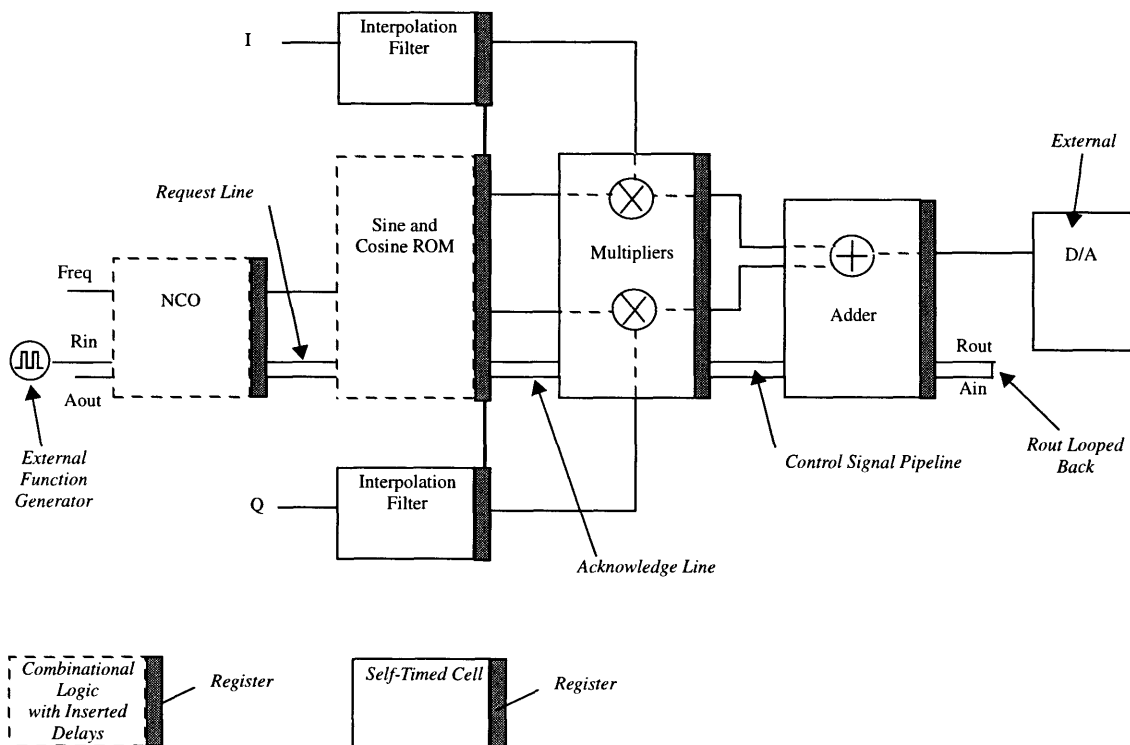 I
Interpolation
Filter
External
Request Line
Sine and
Cosine ROM
Multipliers
D/A
Freq
NCO
Adder
Rin
Rout
Aout
Ain
External
Function
Generator
Control Signal Pipeline
Rout Looped
Back
Q
Interpolation
Filter
Acknowledge Line
Combinational
Logic
with Inserted
Delays
Register
Self-Timed Cell
Register